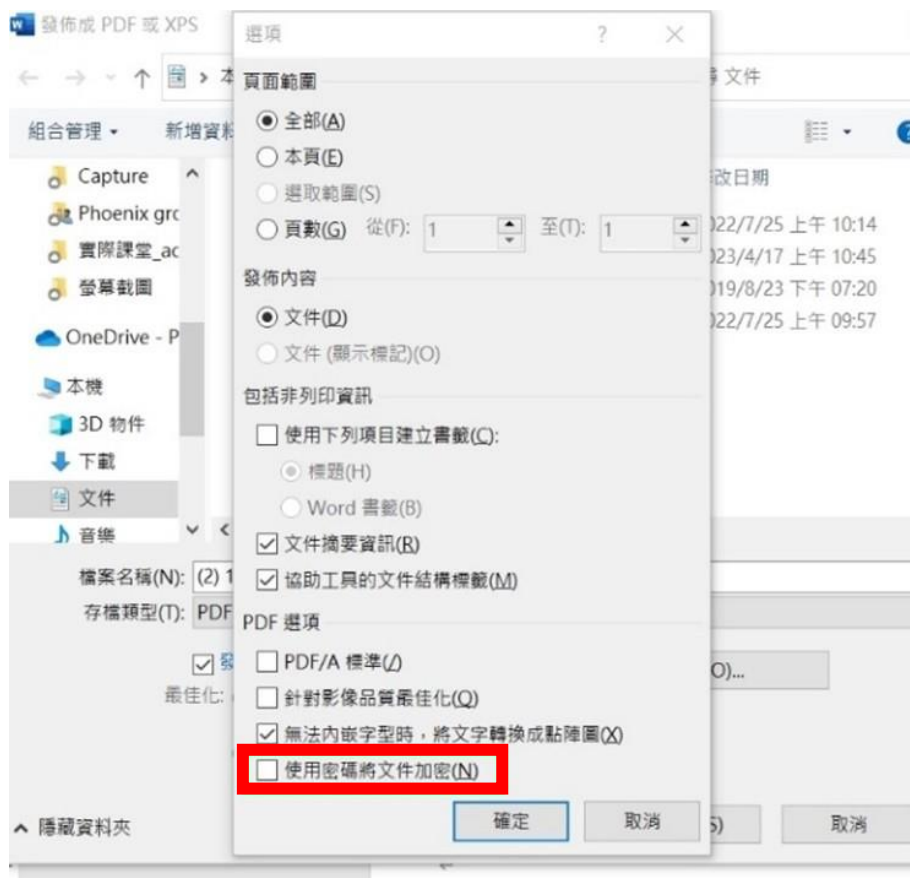 發佈成 PDF 或 XPS
選項
?
文件
組合管理
頁面範圍
全部(A)
本頁(E)
選取範圍(S)
頁數(G) 從(F): 1 至(T): 1
Capture
Phoenix grc
實際課堂_ac
螢幕截圖
OneDrive - P
本機
3D 物件
下載
文件
音樂
改日期
022/7/25 上午 10:14
023/4/17 上午 10:45
019/8/23 下午 07:20
022/7/25 上午 09:57
發佈內容
文件(D)
文件 (顯示標記)(O)
包括非列印資訊
使用下列項目建立書籤(C):
標題(H)
Word 書籤(B)
文件摘要資訊(R)
協助工具的文件結構標籤(M)
檔案名稱(N): (2) 1
存檔類型(T): PDF
最佳化:
PDF 選項
PDF/A 標準(/)
針對影像品質最佳化(Q)
無法內嵌字型時，將文字轉換成點陣圖(X)
使用密碼將文件加密(N)
O)...
確定
取消
隱藏資料夾
S)
取消